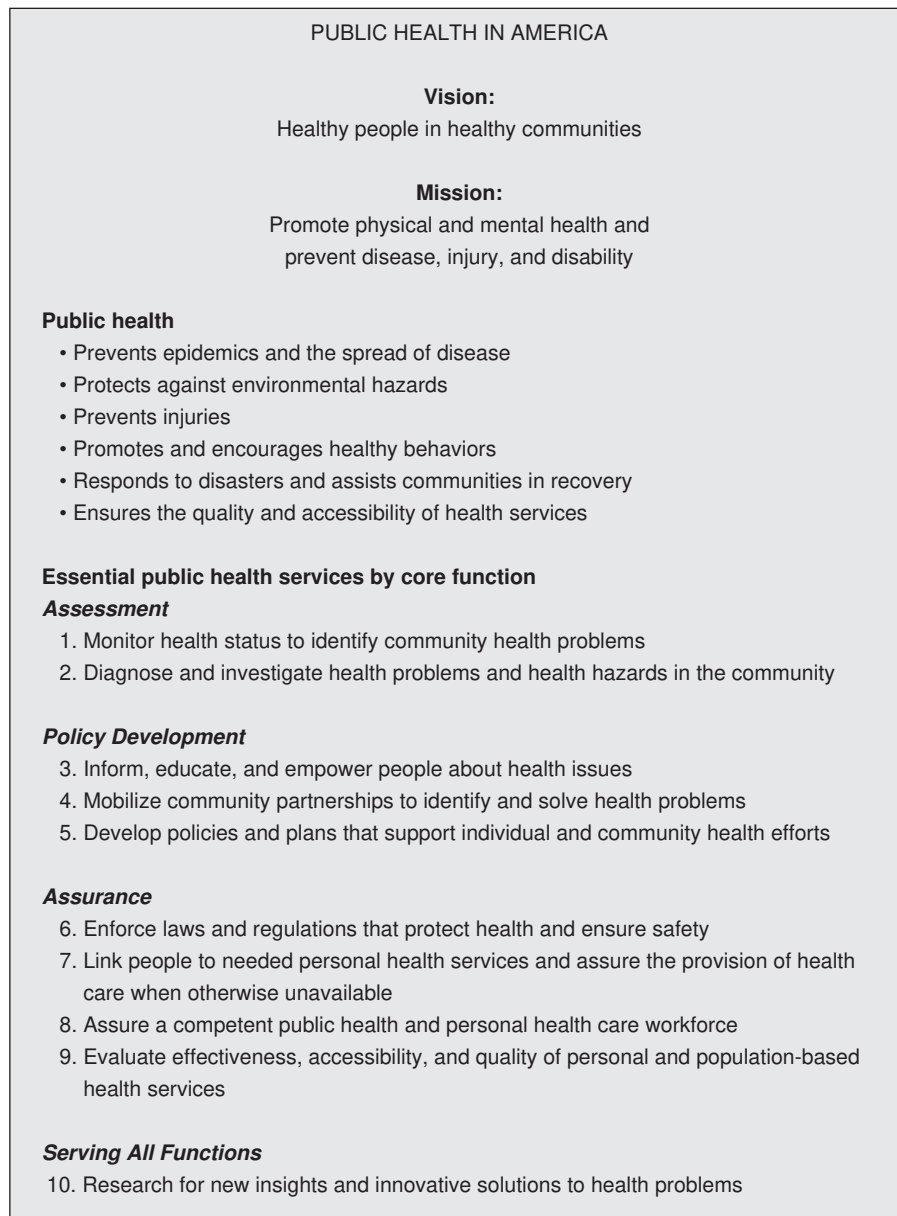 PUBLIC HEALTH IN AMERICA
Vision:
Healthy people in healthy communities
Mission:
Promote physical and mental health and
prevent disease, injury, and disability
Public health
• Prevents epidemics and the spread of disease
• Protects against environmental hazards
• Prevents injuries
• Promotes and encourages healthy behaviors
• Responds to disasters and assists communities in recovery
• Ensures the quality and accessibility of health services
Essential public health services by core function
Assessment
1. Monitor health status to identify community health problems
2. Diagnose and investigate health problems and health hazards in the community
Policy Development
3. Inform, educate, and empower people about health issues
4. Mobilize community partnerships to identify and solve health problems
5. Develop policies and plans that support individual and community health efforts
Assurance
6. Enforce laws and regulations that protect health and ensure safety
7. Link people to needed personal health services and assure the provision of health
care when otherwise unavailable
8. Assure a competent public health and personal health care workforce
9. Evaluate effectiveness, accessibility, and quality of personal and population-based
health services
Serving All Functions
10. Research for new insights and innovative solutions to health problems